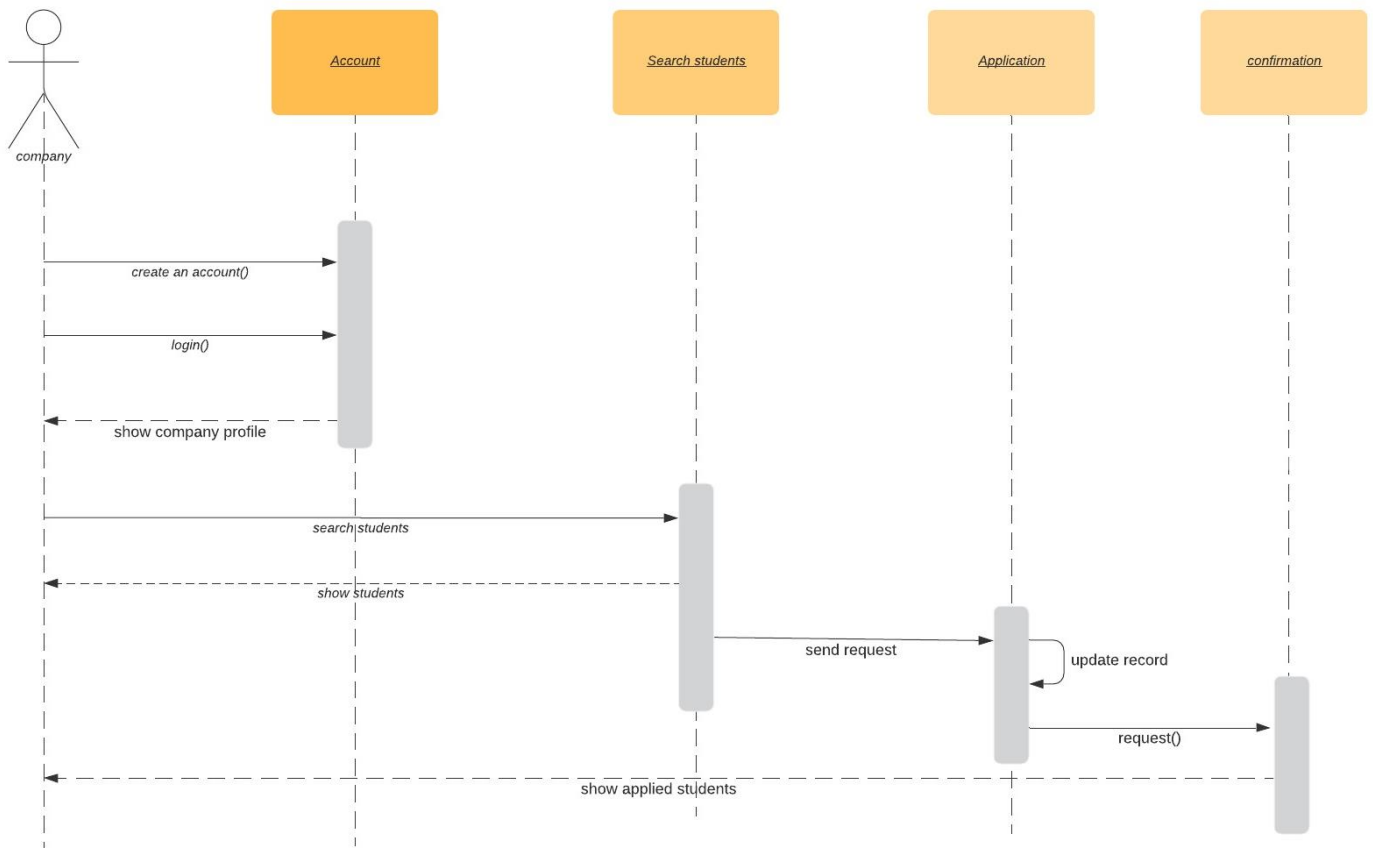 Account
Search students
Application
confirmation
company
create an account()
login()
show company profile
search students
show students
send request
update record
request()
show applied students